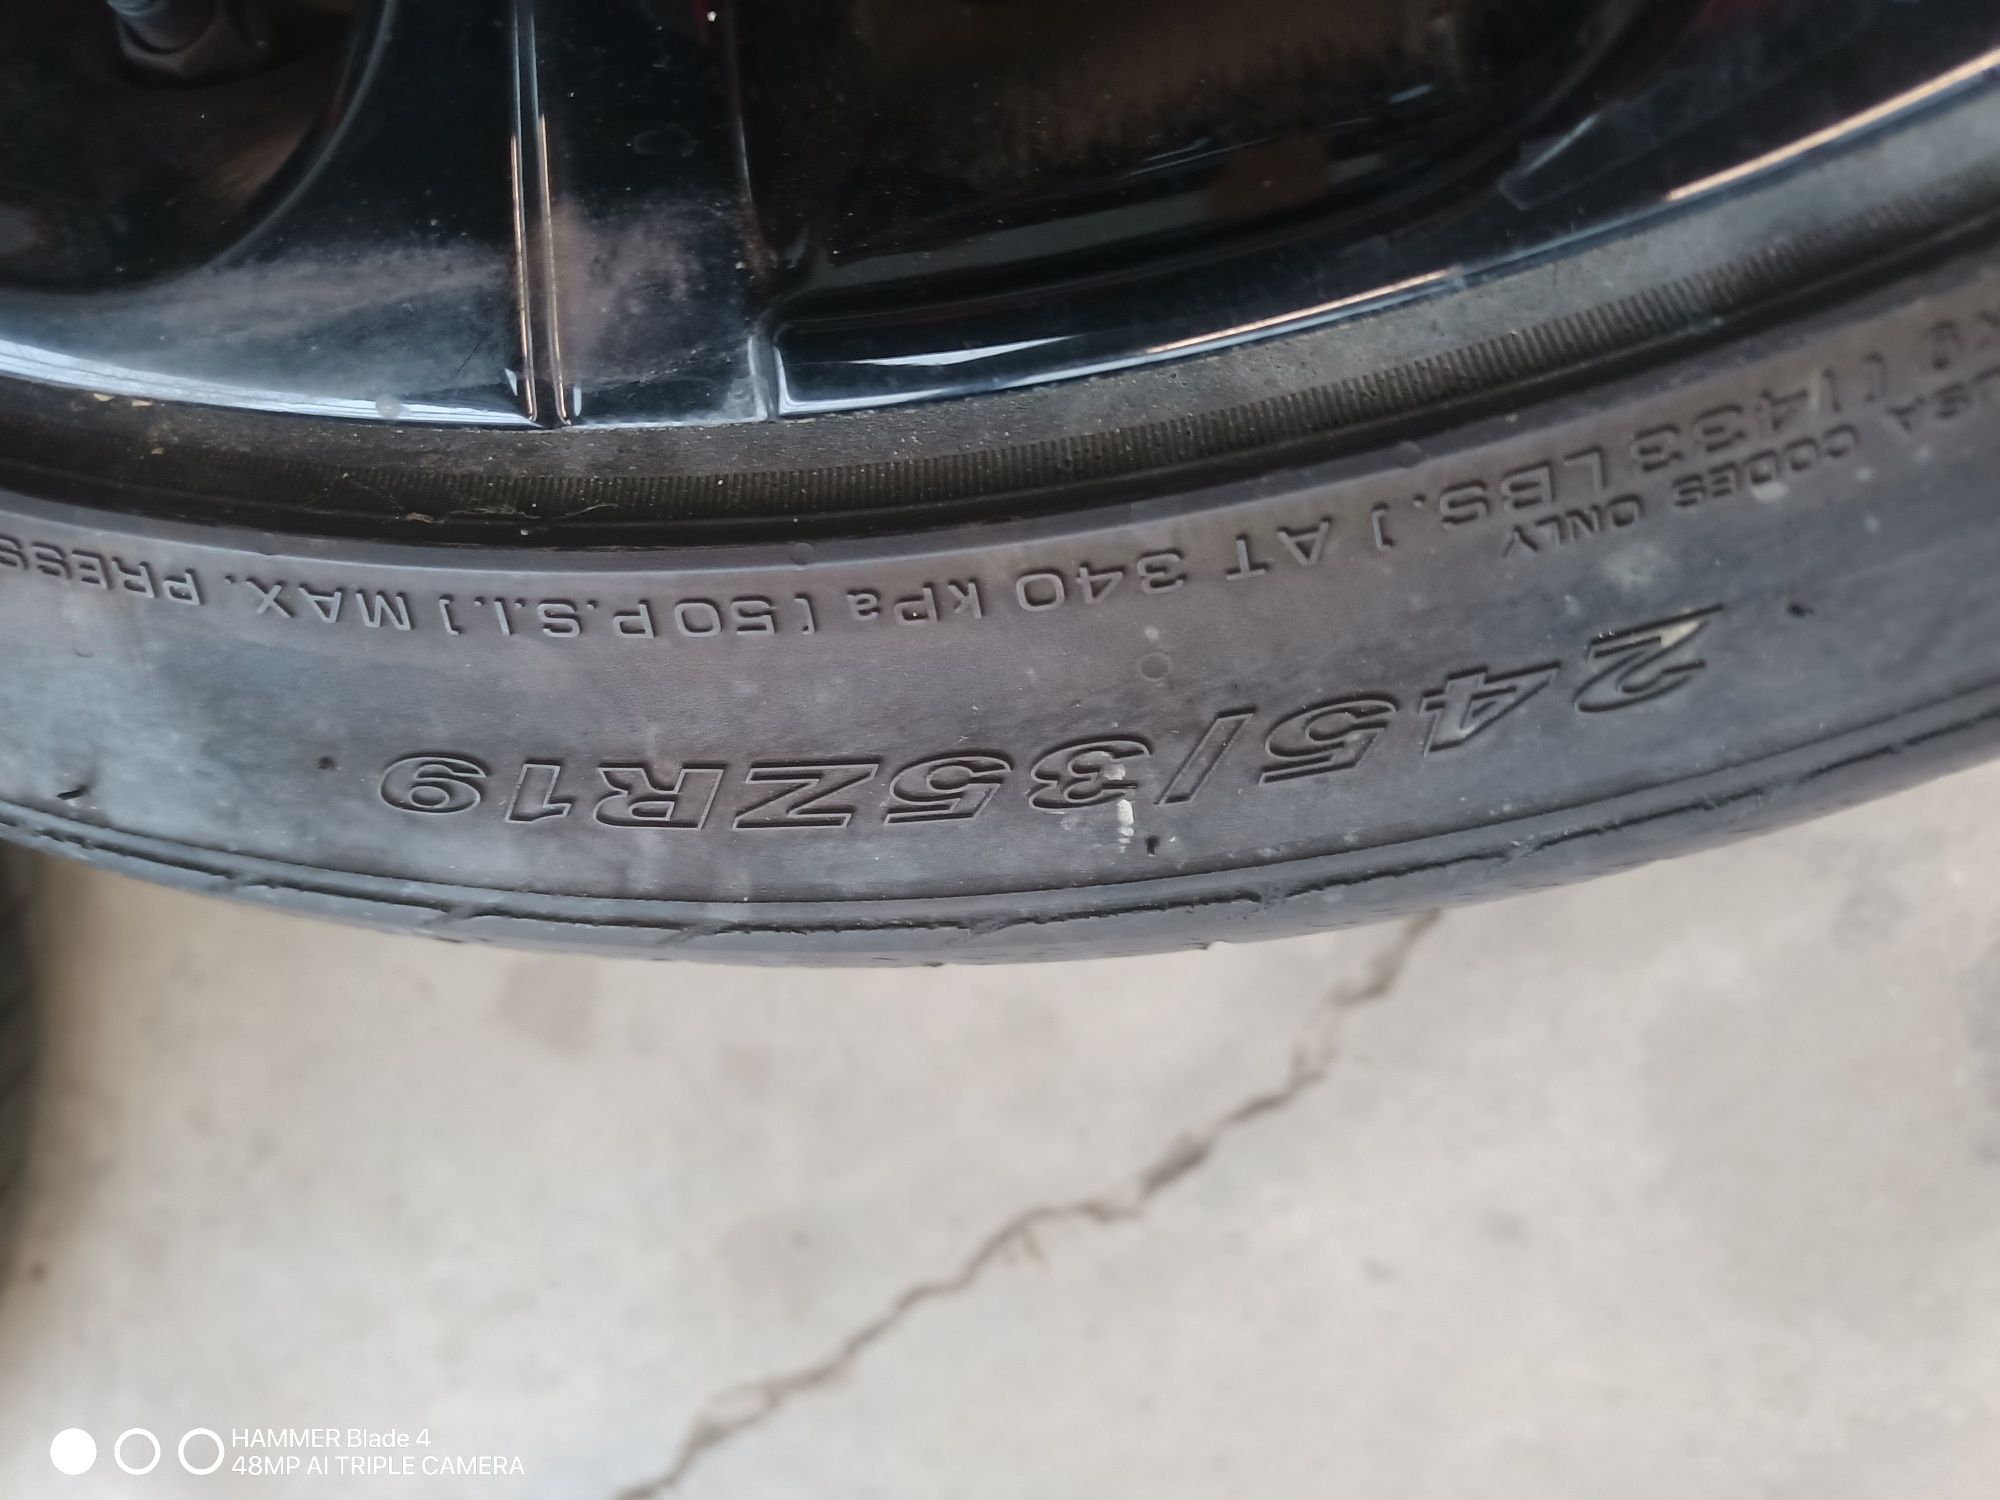 KG (1433 LBS.) AT 340 kPa (50 P.S.I.) MAX. PRESS
USA CODES ONLY
245/35ZR19
HAMMER Blade 4
48MP AI TRIPLE CAMERA